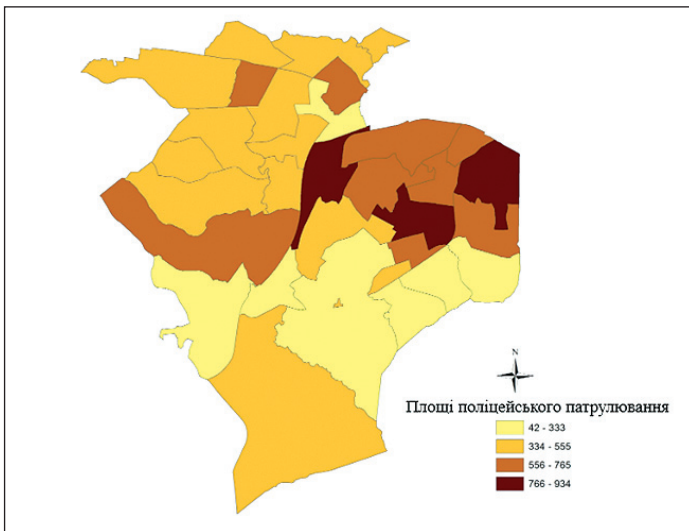 N
Площі поліцейського патрулювання
42 - 333
334 - 555
556 - 765
766 - 934